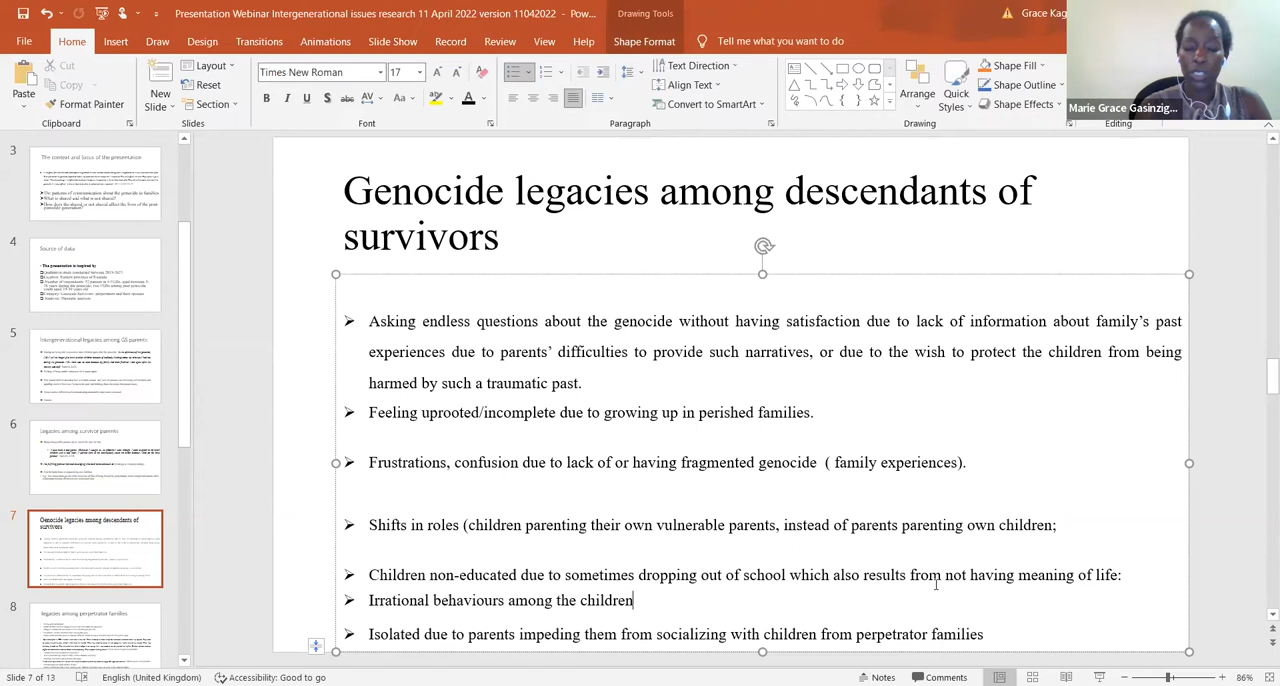 Presentation Webinar Intergenerational issues research 11 April 2022 version 11042022 - Pow...
Drawing Tools
Grace Kag
File Home Insert Draw Design Transitions Animations Slide Show Record Review View Help Shape Format Tell me what you want to do
Paste
Cut
Copy
Format Painter
Clipboard
New
Slide
Layout
Reset
Section
Slides
Times New Roman
17
B I U S abc AV Aa A
Font
Text Direction
Align Text
Convert to SmartArt
Paragraph
Arrange
Quick
Styles
Shape Fill
Shape Outline
Shape Effects
Drawing
Editing
Marie Grace Gasinzig...
3
The context and focus of the presentation
4
Source of data
5
Intergenerational legacies among GS parents
6
Legacies among survivor parents
7
Genocide legacies among descendants of
survivors
8
legacies among perpetrator families
Genocide legacies among descendants of
survivors
Asking endless questions about the genocide without having satisfaction due to lack of information about family's past
experiences due to parents difficulties to provide such narratives, or due to the wish to protect the children from being
harmed by such traumatic past.
Feeling uprooted/incomplete due to growing up in perished families.
Frustrations, confusion due to lack of or having fragmented genocide ( family experiences).
Shifts in roles (children parenting their own vulnerable parents, instead of parents parenting own children;
Children non-schooling due to sometimes dropping out of school which also results from not having meaning of life:
Irrational behaviours among the children
isolated due to parents refraining them from socializing with children from perpetrator families
Slide 7 of 13
English (United Kingdom)
Accessibility: Good to go
Notes
Comments
86%